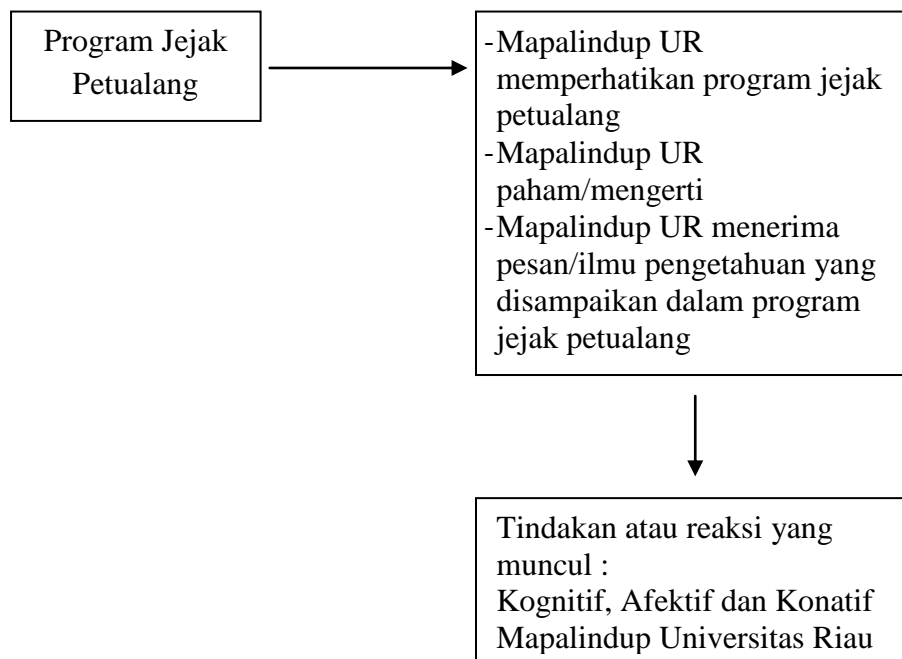 Program Jejak
Petualang
-Mapalindup UR
memperhatikan program jejak
petualang
-Mapalindup UR
paham/mengerti
-Mapalindup UR menerima
pesan/ilmu pengetahuan yang
disampaikan dalam program
jejak petualang
Tindakan atau reaksi yang
muncul :
Kognitif, Afektif dan Konatif
Mapalindup Universitas Riau